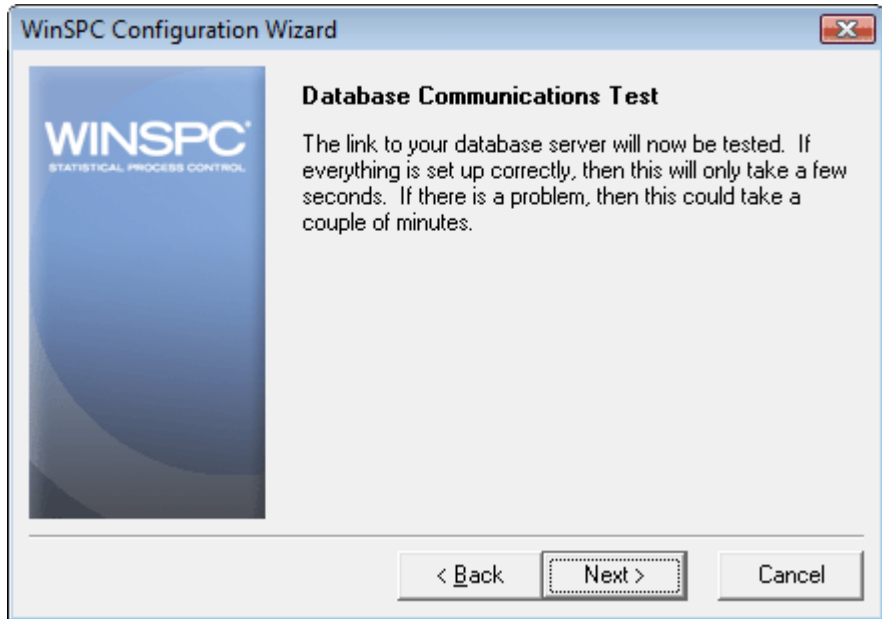 WinSPC Configuration Wizard
WINSPC
STATISTICAL PROCESS CONTROL
Database Communications Test
The link to your database server will now be tested. If
everything is set up correctly, then this will only take a few
seconds. If there is a problem, then this could take a
couple of minutes.
< Back
Next >
Cancel